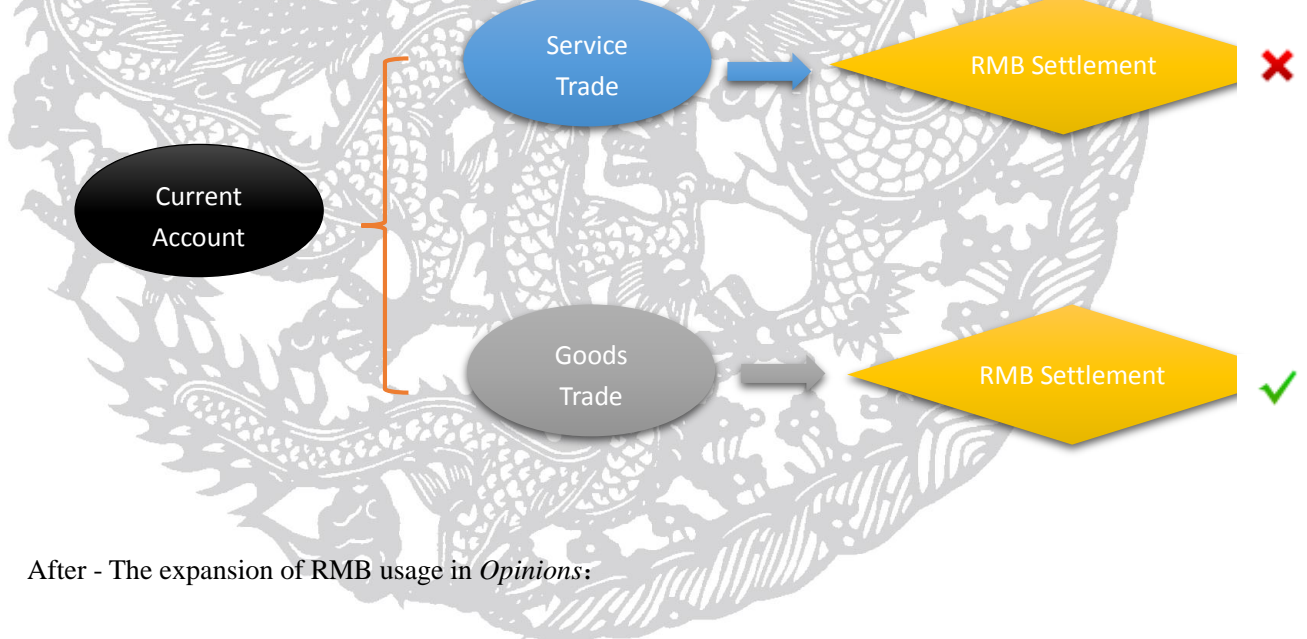 Service
Trade
RMB Settlement
Current
Account
Goods
Trade
RMB Settlement
After - The expansion of RMB usage in Opinions：